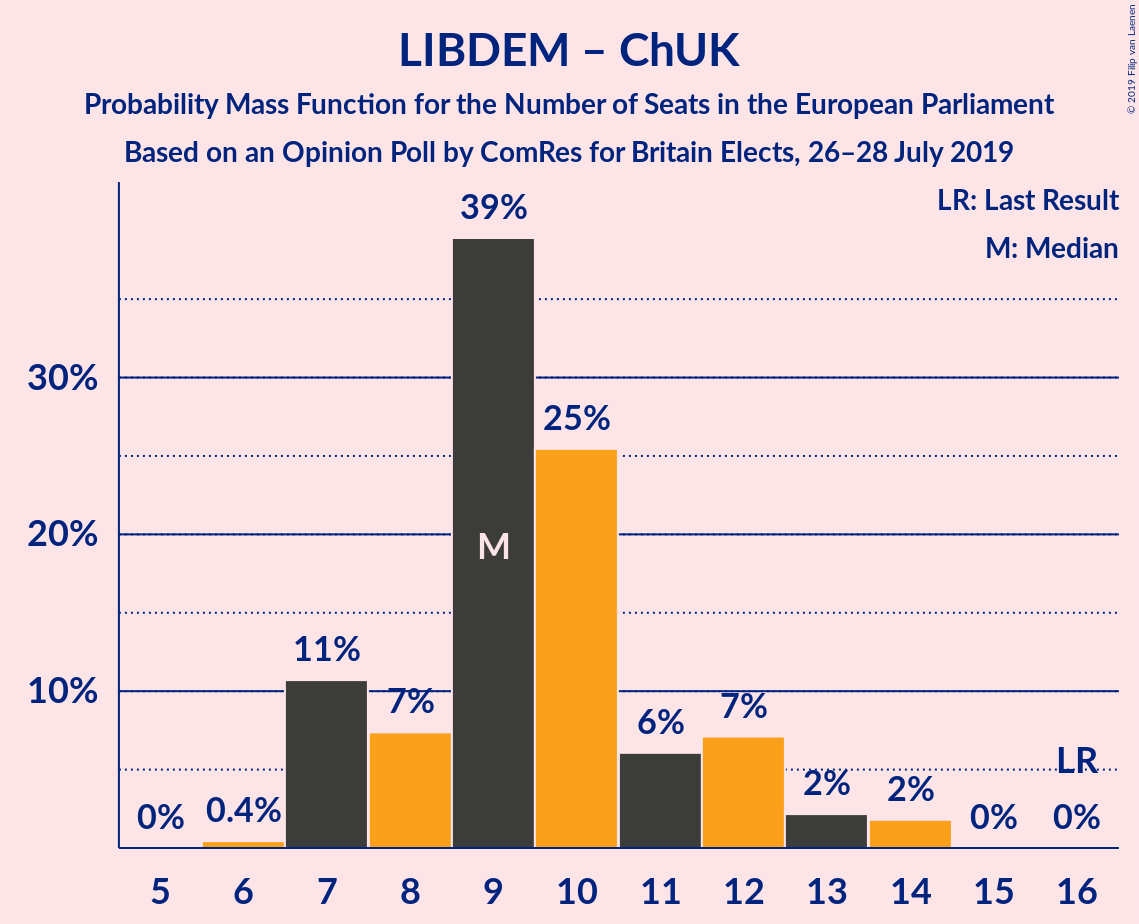 LIBDEM – ChUK
Probability Mass Function for the Number of Seats in the European Parliament
Based on an Opinion Poll by ComRes for Britain Elects, 26–28 July 2019
© 2019 Filip van Laenen
LR: Last Result
M: Median
39%
30%
25%
20%
M
11%
10%
7%
6%
7%
LR
0%
0.4%
2%
2%
0%
0%
5 6 7 8 9 10 11 12 13 14 15 16